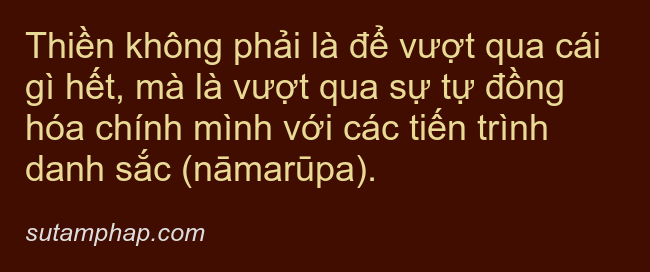 Thiền không phải là để vượt qua cái
gì hết, mà là vượt qua sự tự đồng
hóa chính mình với các tiến trình
danh sắc (nāmarūpa).
sutamphap.com